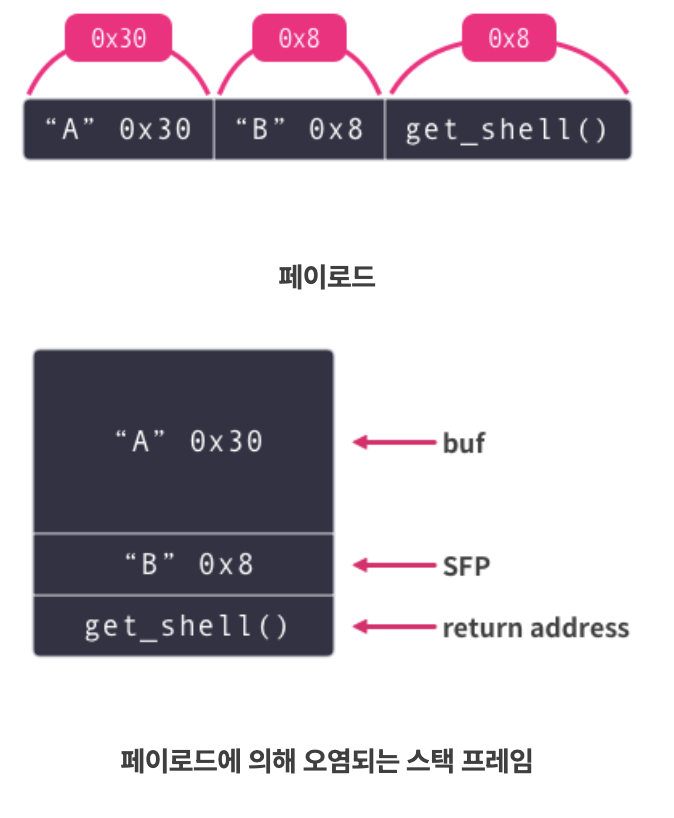 0x30 0x8 0x8
“A” 0x30 “B” 0x8 get_shell()
페이로드
“A” 0x30 buf
“B” 0x8 SFP
get_shell() return address
페이로드에 의해 오염되는 스택 프레임